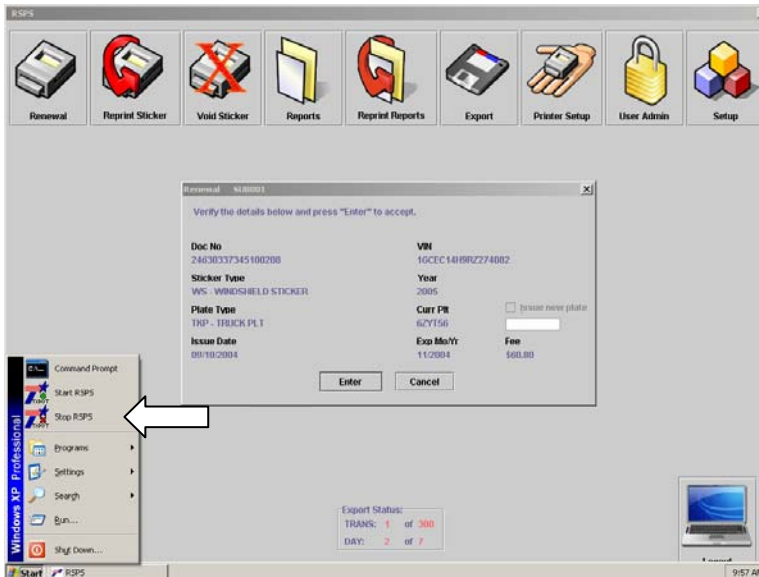 RSPS
Renewal
Reprint Sticker
Void Sticker
Reports
Reprint Reports
Export
Printer Setup
User Admin
Setup
Renewal SUB001
Verify the details below and press "Enter" to accept.
Doc No VIN
24630337345100208 1GCEC14H9RZ274002
Sticker Type Year
WS - WINDSHIELD STICKER 2005
Plate Type Curr Plt Issue new plate
TKP - TRUCK PLT 6ZYT56
Issue Date Exp Mo/Yr Fee
09/10/2004 11/2004 $60.80
Enter Cancel
Command Prompt
Start RSPS
Stop RSPS
Programs
Settings
Search
Run...
Shut Down...
Windows XP Professional
Export Status:
TRANS: 1 of 300
DAY: 2 of 7
Start RSPS
9:57 AM